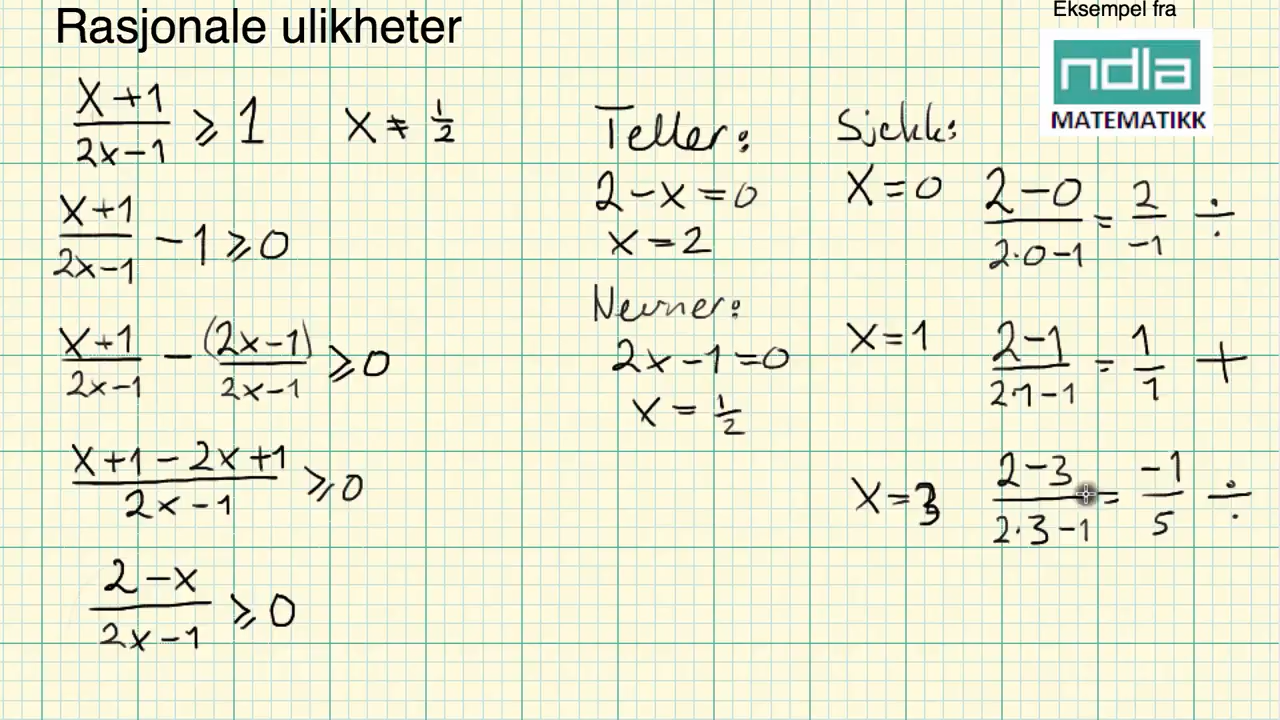 Rasjonale ulikheter
Eksempel fra
ndla
MATEMATIKK
x+1/2x-1 ⩾ 1   x ≠ 1/2
x+1/2x-1 - 1 ⩾ 0
x+1/2x-1 - (2x-1)/2x-1 ⩾ 0
x+1-2x+1/2x-1 ⩾ 0
2-x/2x-1 ⩾ 0
Teller:
2-x=0
x=2
Nevner:
2x-1=0
x=1/2
Sjekk:
x=0   2-0/2·0-1 = 2/-1   ÷
x=1   2-1/2·1-1 = 1/1   +
x=3   2-3/2·3-1 = -1/5   ÷